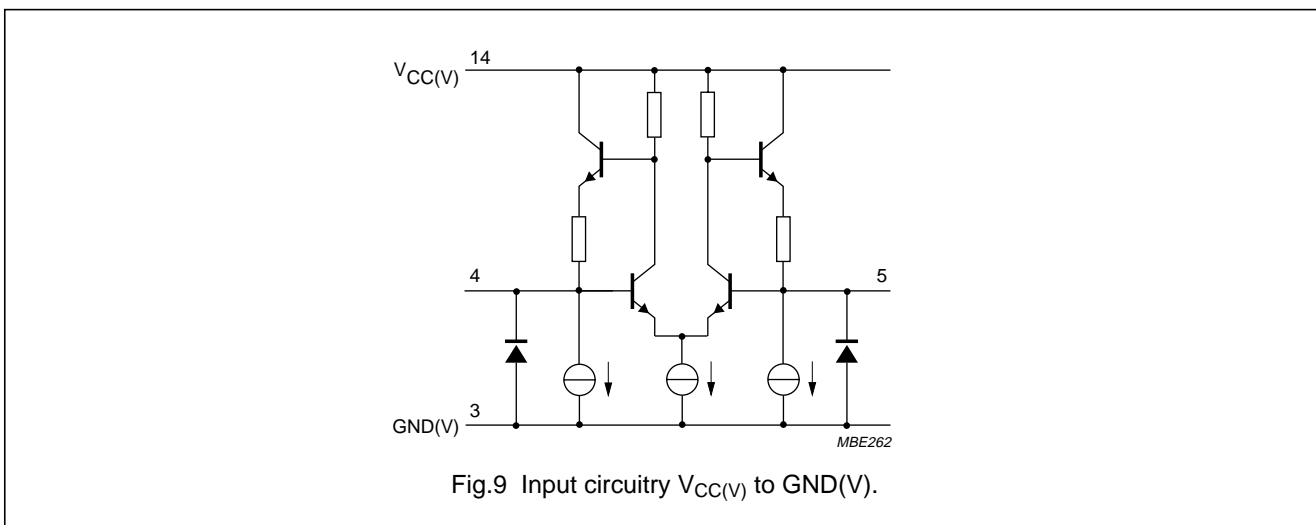 14
VCC(V)
4
5
3
GND(V)
MBE262
Fig.9 Input circuitry VCC(V) to GND(V).